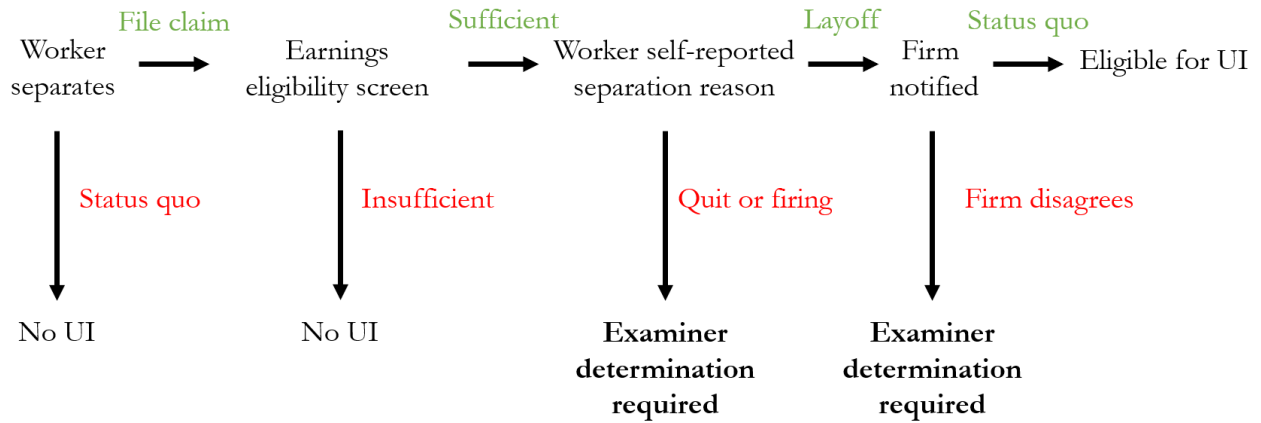 File claim
Sufficient
Layoff
Status quo
Worker
separates
Earnings
eligibility screen
Worker self-reported
separation reason
Firm
notified
Eligible for UI
Status quo
Insufficient
Quit or firing
Firm disagrees
No UI
No UI
Examiner
determination
required
Examiner
determination
required